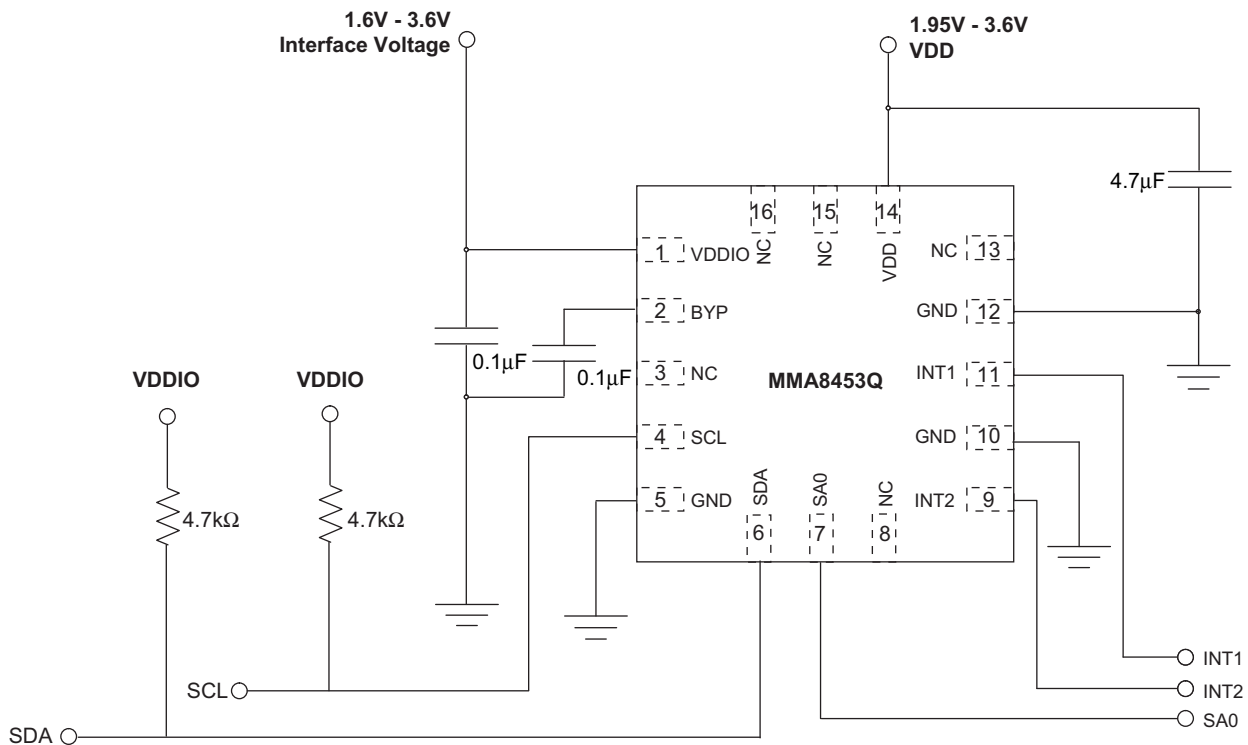 1.6V - 3.6V
Interface Voltage
1.95V - 3.6V
VDD
4.7μF
16
15
14
NC
NC
VDD
1
VDDIO
NC
13
2
BYP
GND
12
0.1μF
0.1μF
3
NC
MMA8453Q
INT1
11
VDDIO
VDDIO
4
SCL
GND
10
5
GND
SDA
SA0
NC
INT2
9
4.7kΩ
4.7kΩ
6
7
8
INT1
SCL
INT2
SA0
SDA